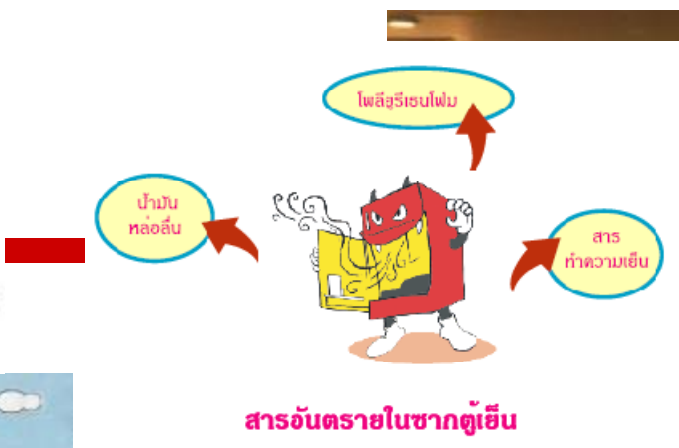 โพลียูรีเธนโฟม
น้ำมัน
หล่อลื่น
สาร
ทำความเย็น
สารอันตรายในซากตู้เย็น